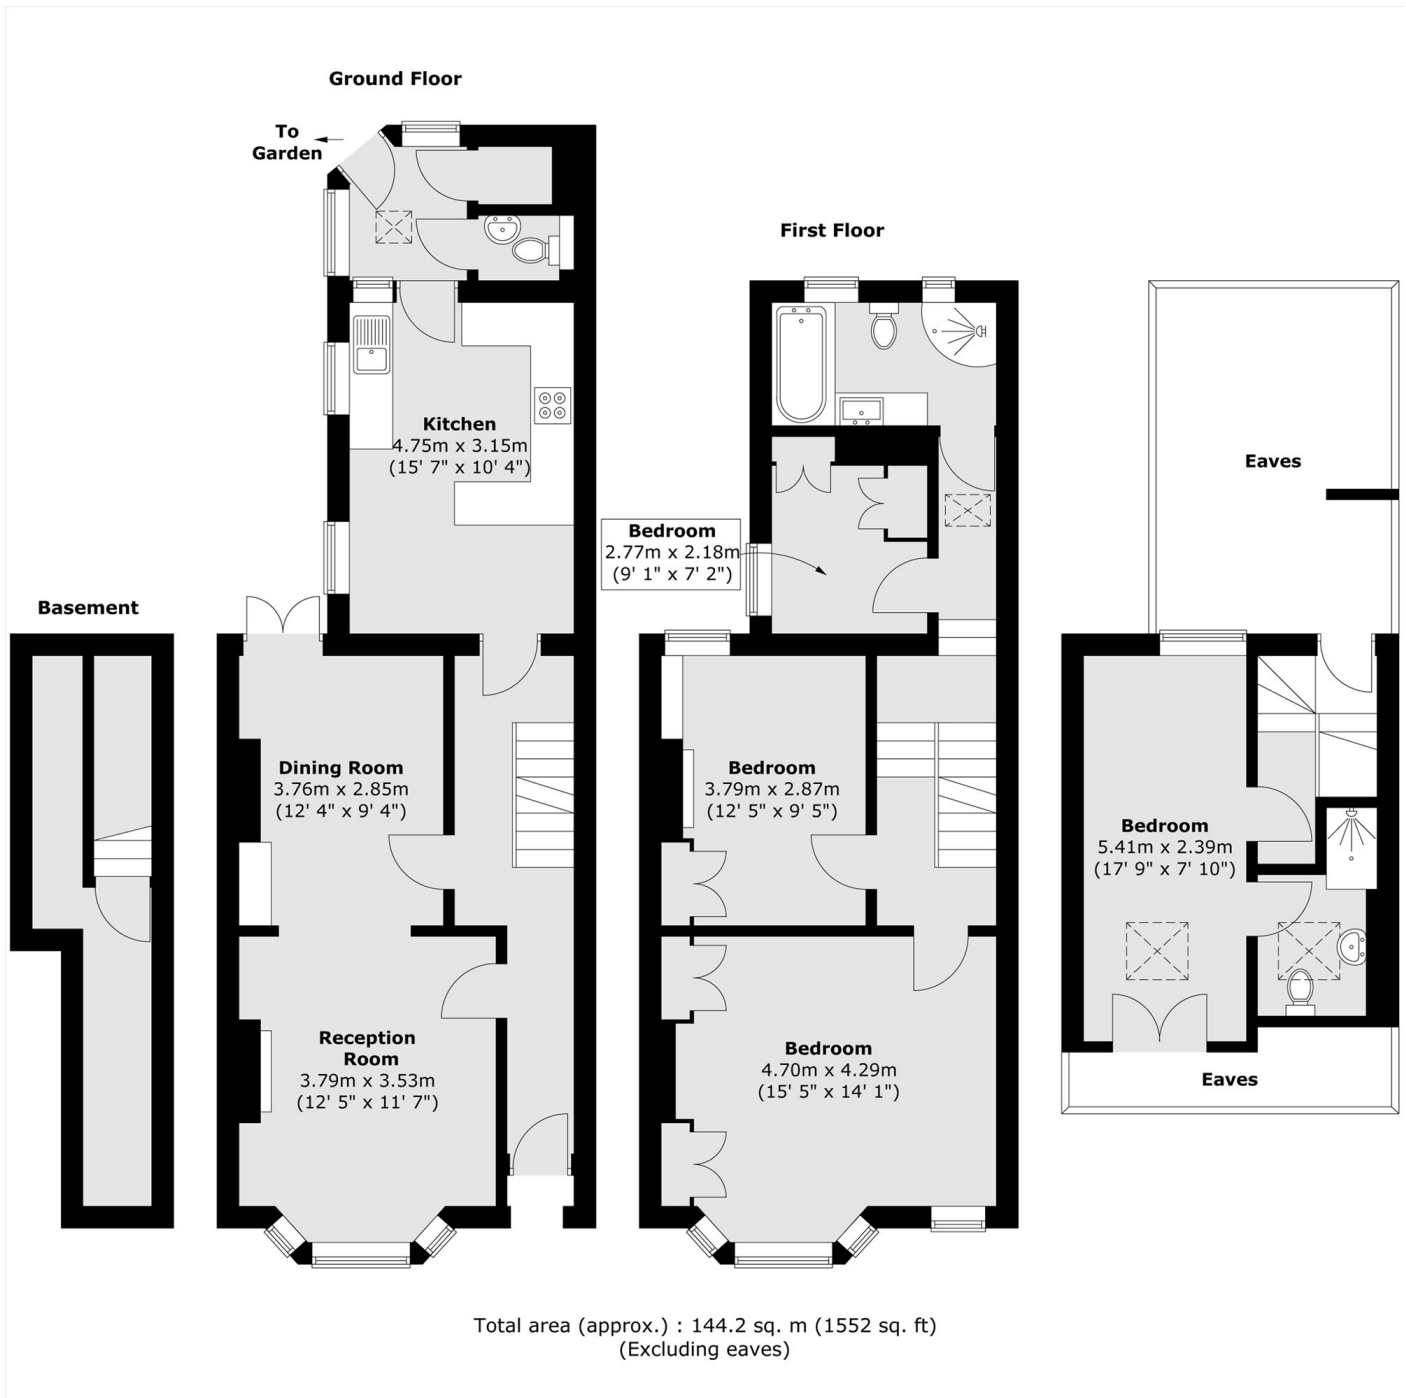 Ground Floor
To
Garden
First Floor
Kitchen
4.75m x 3.15m
(15' 7" x 10' 4")
Eaves
Bedroom
2.77m x 2.18m
(9' 1" x 7' 2")
Basement
Dining Room
3.76m x 2.85m
(12' 4" x 9' 4")
Bedroom
3.79m x 2.87m
(12' 5" x 9' 5")
Bedroom
5.41m x 2.39m
(17' 9" x 7' 10")
Reception
Room
3.79m x 3.53m
(12' 5" x 11' 7")
Bedroom
4.70m x 4.29m
(15' 5" x 14' 1")
Eaves
Total area (approx.) : 144.2 sq. m (1552 sq. ft)
(Excluding eaves)